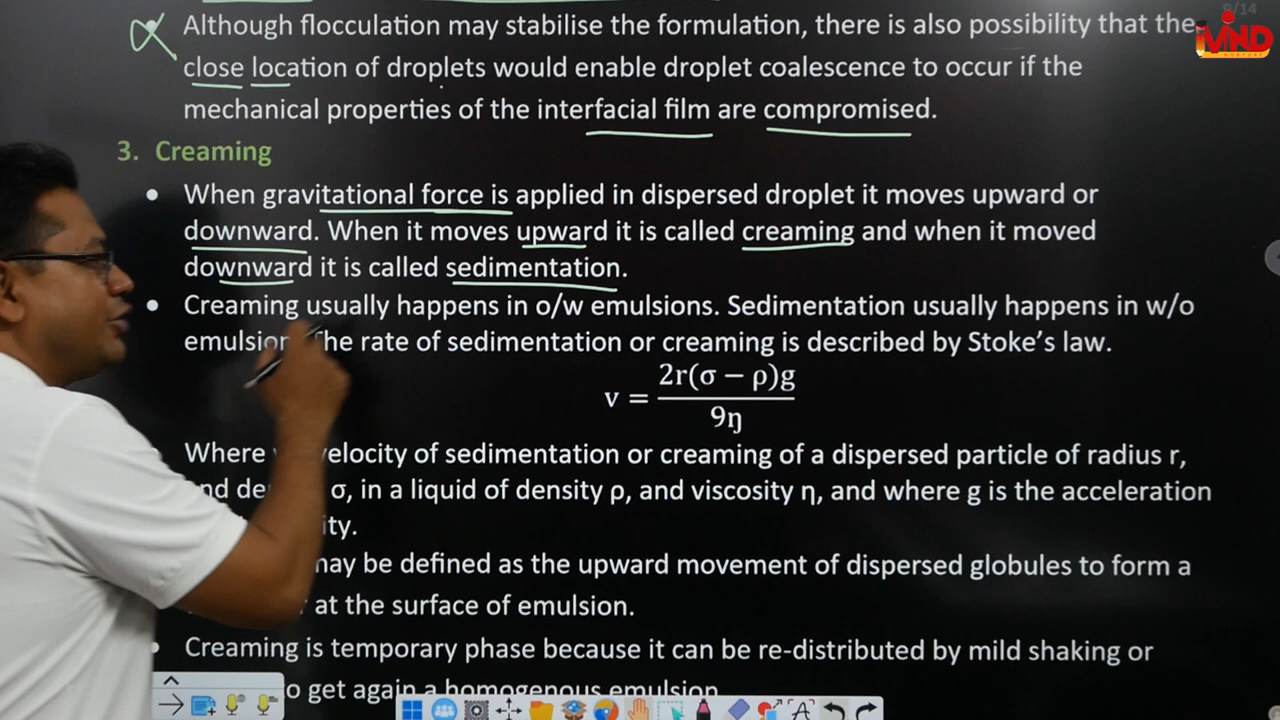 9/14
Although flocculation may stabilise the formulation, there is also possibility that the
MIND
close location of droplets would enable droplet coalescence to occur if the
mechanical properties of the interfacial film are compromised.
3. Creaming
• When gravitational force is applied in dispersed droplet it moves upward or
downward. When it moves upward it is called creaming and when it moved
downward it is called sedimentation.
• Creaming usually happens in o/w emulsions. Sedimentation usually happens in w/o
The rate of sedimentation or creaming is described by Stoke's law.
v = 2r(σ − ρ)g
9ŋ
Where velocity of sedimentation or creaming of a dispersed particle of radius r,
σ, in a liquid of density ρ, and viscosity η, and where g is the acceleration
may be defined as the upward movement of dispersed globules to form a
at the surface of emulsion.
• Creaming is temporary phase because it can be re-distributed by mild shaking or
to get again a homogenous emulsion